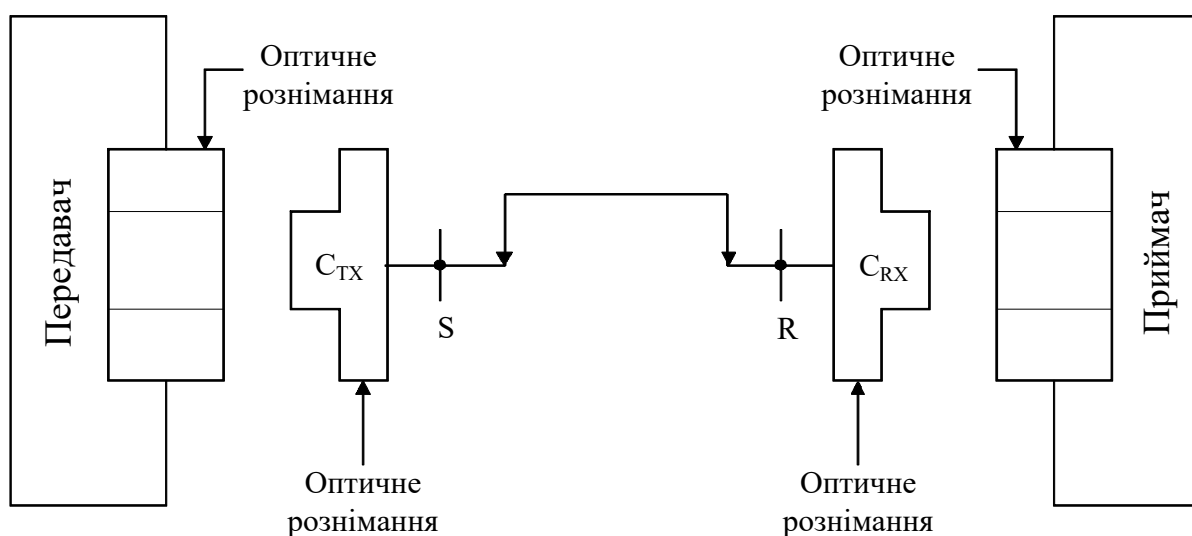 Оптичне
рознімання
Оптичне
рознімання
Передавач
C_TX
S
R
C_RX
Приймач
Оптичне
рознімання
Оптичне
рознімання